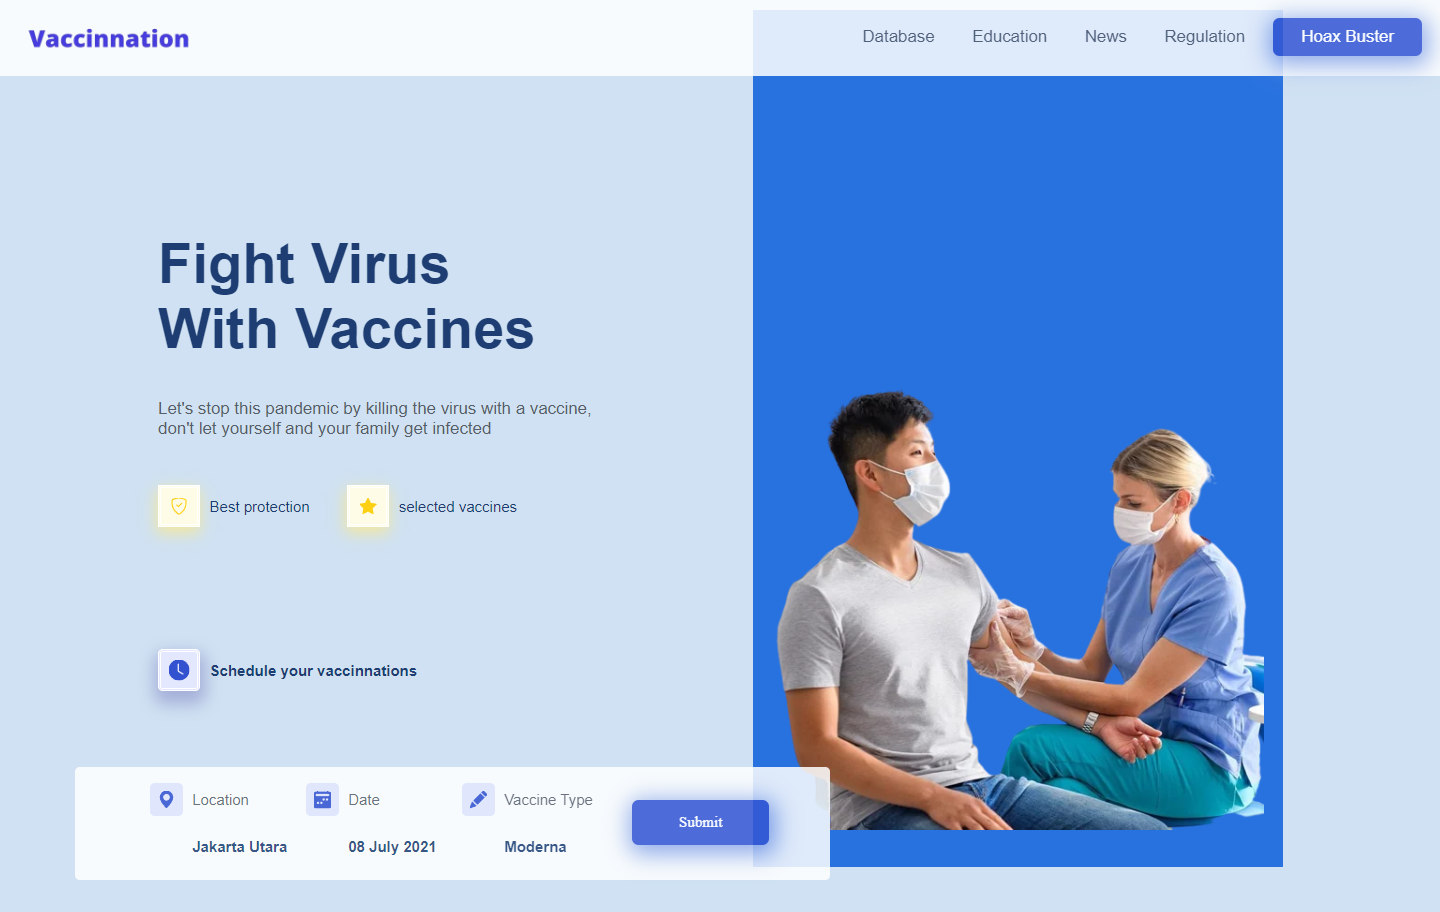 Vaccinnation
Database
Education
News
Regulation
Hoax Buster
Fight Virus
With Vaccines
Let's stop this pandemic by killing the virus with a vaccine,
don't let yourself and your family get infected
Best protection
selected vaccines
Schedule your vaccinnations
Location
Date
Vaccine Type
Jakarta Utara
08 July 2021
Moderna
Submit